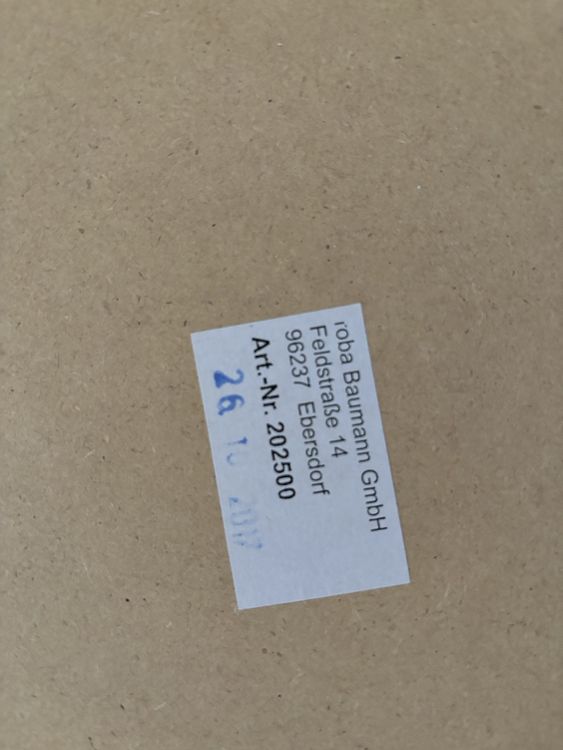 roba Baumann GmbH
Feldstraße 14
96237 Ebersdorf
Art.-Nr. 202500
26